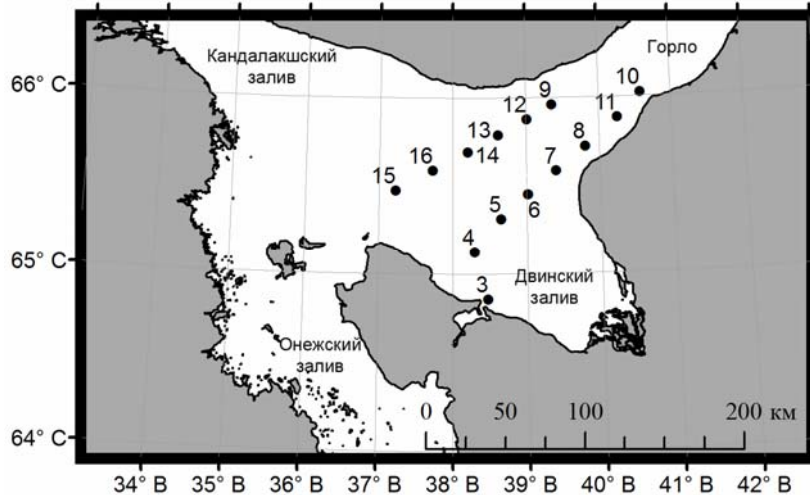 Кандалакшский
залив
Горло
66° С
10
9
12
11
13
8
14
7
16
15
6
5
4
65° С
3
Двинский
залив
Онежский
залив
0 50 100 200 км
64° С
34° В 35° В 36° В 37° В 38° В 39° В 40° В 41° В 42° В